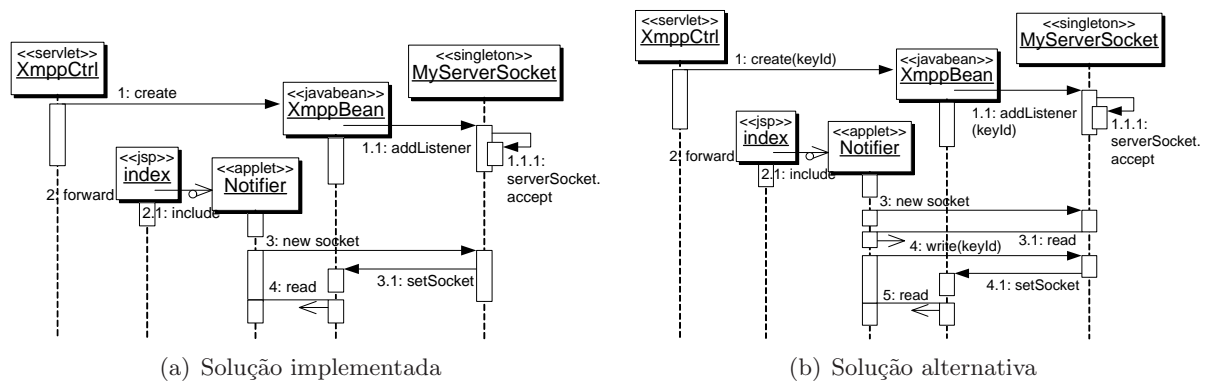 <<servlet>>
XmppCtrl
<<singleton>>
MyServerSocket
1: create
<<javabean>>
XmppBean
1.1: addListener
1.1.1:
serverSocket.
accept
<<jsp>>
index
<<applet>>
Notifier
2: forward
2.1: include
3: new socket
3.1: setSocket
4: read
(a) Solução implementada
<<servlet>>
XmppCtrl
<<singleton>>
MyServerSocket
1: create(keyId)
<<javabean>>
XmppBean
1.1: addListener
(keyId)
1.1.1:
serverSocket.
accept
<<jsp>>
index
<<applet>>
Notifier
2: forward
2.1: include
3: new socket
3.1: read
4: write(keyId)
4.1: setSocket
5: read
(b) Solução alternativa